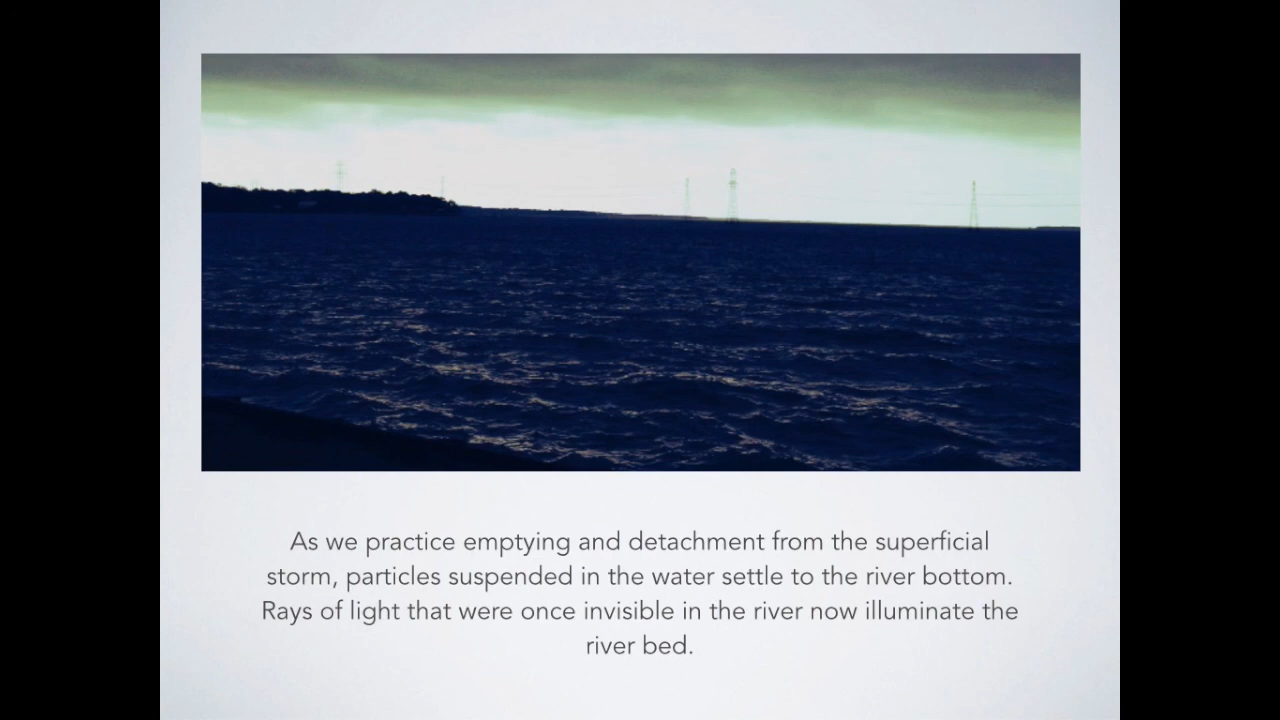 As we practice emptying and detachment from the superficial
storm, particles suspended in the water settle to the river bottom.
Rays of light that were once invisible in the river now illuminate the
river bed.